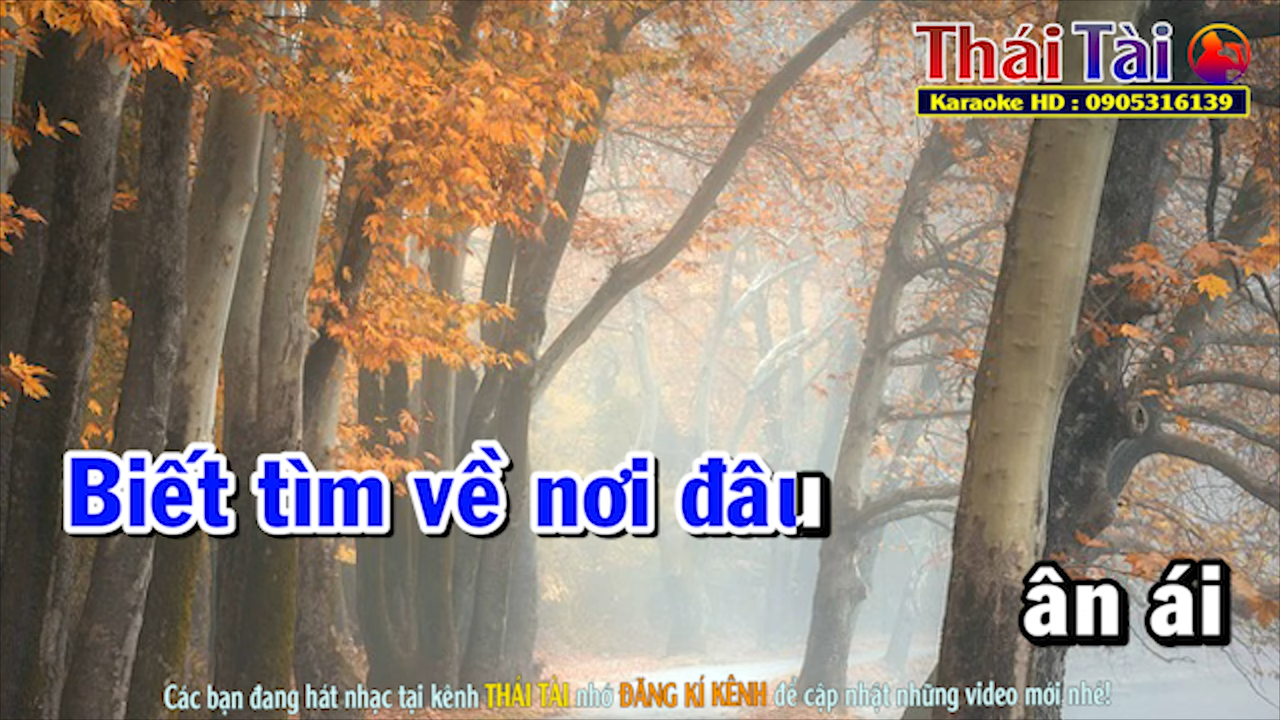 Thái Tài
Karaoke HD : 0905316139
Biết tìm về nơi đâu
ân ái
Các bạn đang hát nhạc tại kênh THÁI TÀI nhớ ĐĂNG KÍ KÊNH để cập nhật những video mới nhé!